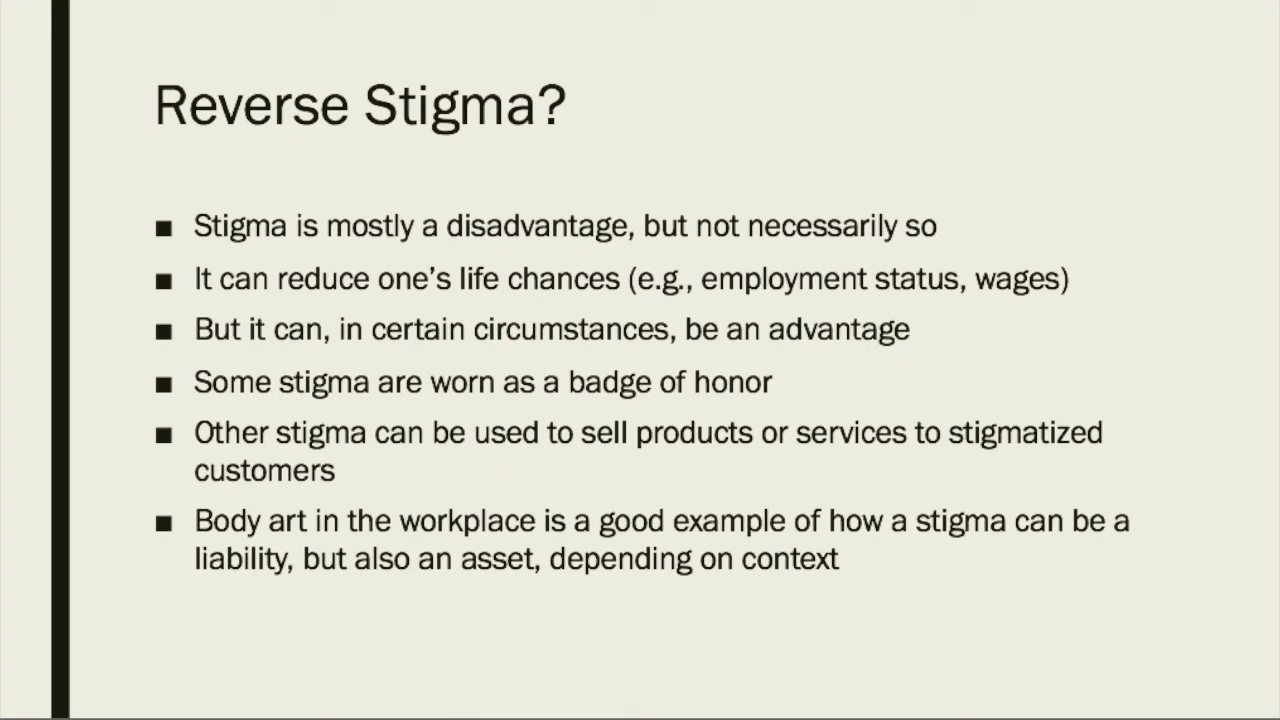 Reverse Stigma?
■ Stigma is mostly a disadvantage, but not necessarily so
■ It can reduce one’s life chances (e.g., employment status, wages)
■ But it can, in certain circumstances, be an advantage
■ Some stigma are worn as a badge of honor
■ Other stigma can be used to sell products or services to stigmatized
customers
■ Body art in the workplace is a good example of how a stigma can be a
liability, but also an asset, depending on context